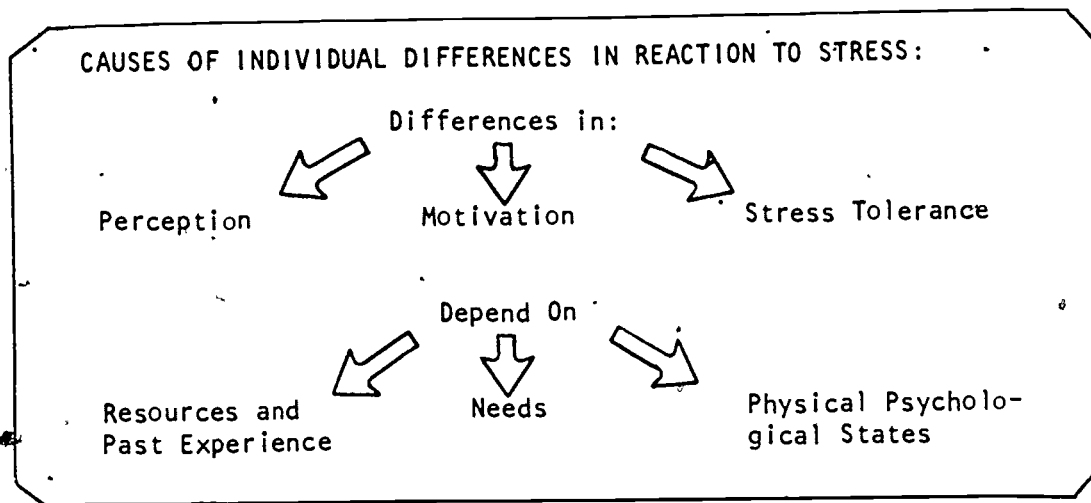 CAUSES OF INDIVIDUAL DIFFERENCES IN REACTION TO STRESS:
Differences in:
Perception
Motivation
Stress Tolerance
Depend On
Resources and
Past Experience
Needs
Physical Psycholo-
gical States